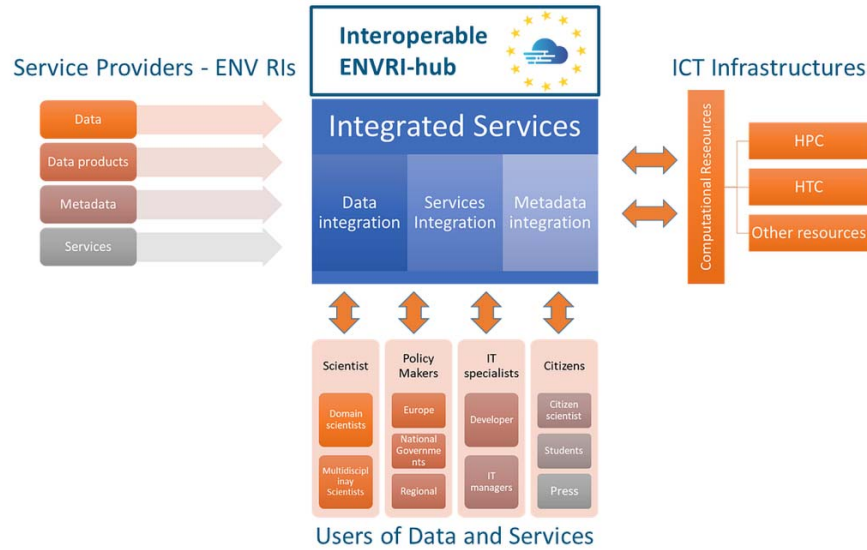 Interoperable
ENVRI-hub
Service Providers - ENV RIs
ICT Infrastructures
Data
Data products
Metadata
Services
Integrated Services
Data
integration
Services
Integration
Metadata
integration
Computational Reseources
HPC
HTC
Other resources
Scientist
Domain
scientists
Multidiscipl
inay
Scientists
Policy
Makers
Europe
National
Governme
nts
Regional
IT
specialists
Developer
IT
managers
Citizens
Citizen
scientist
Students
Press
Users of Data and Services